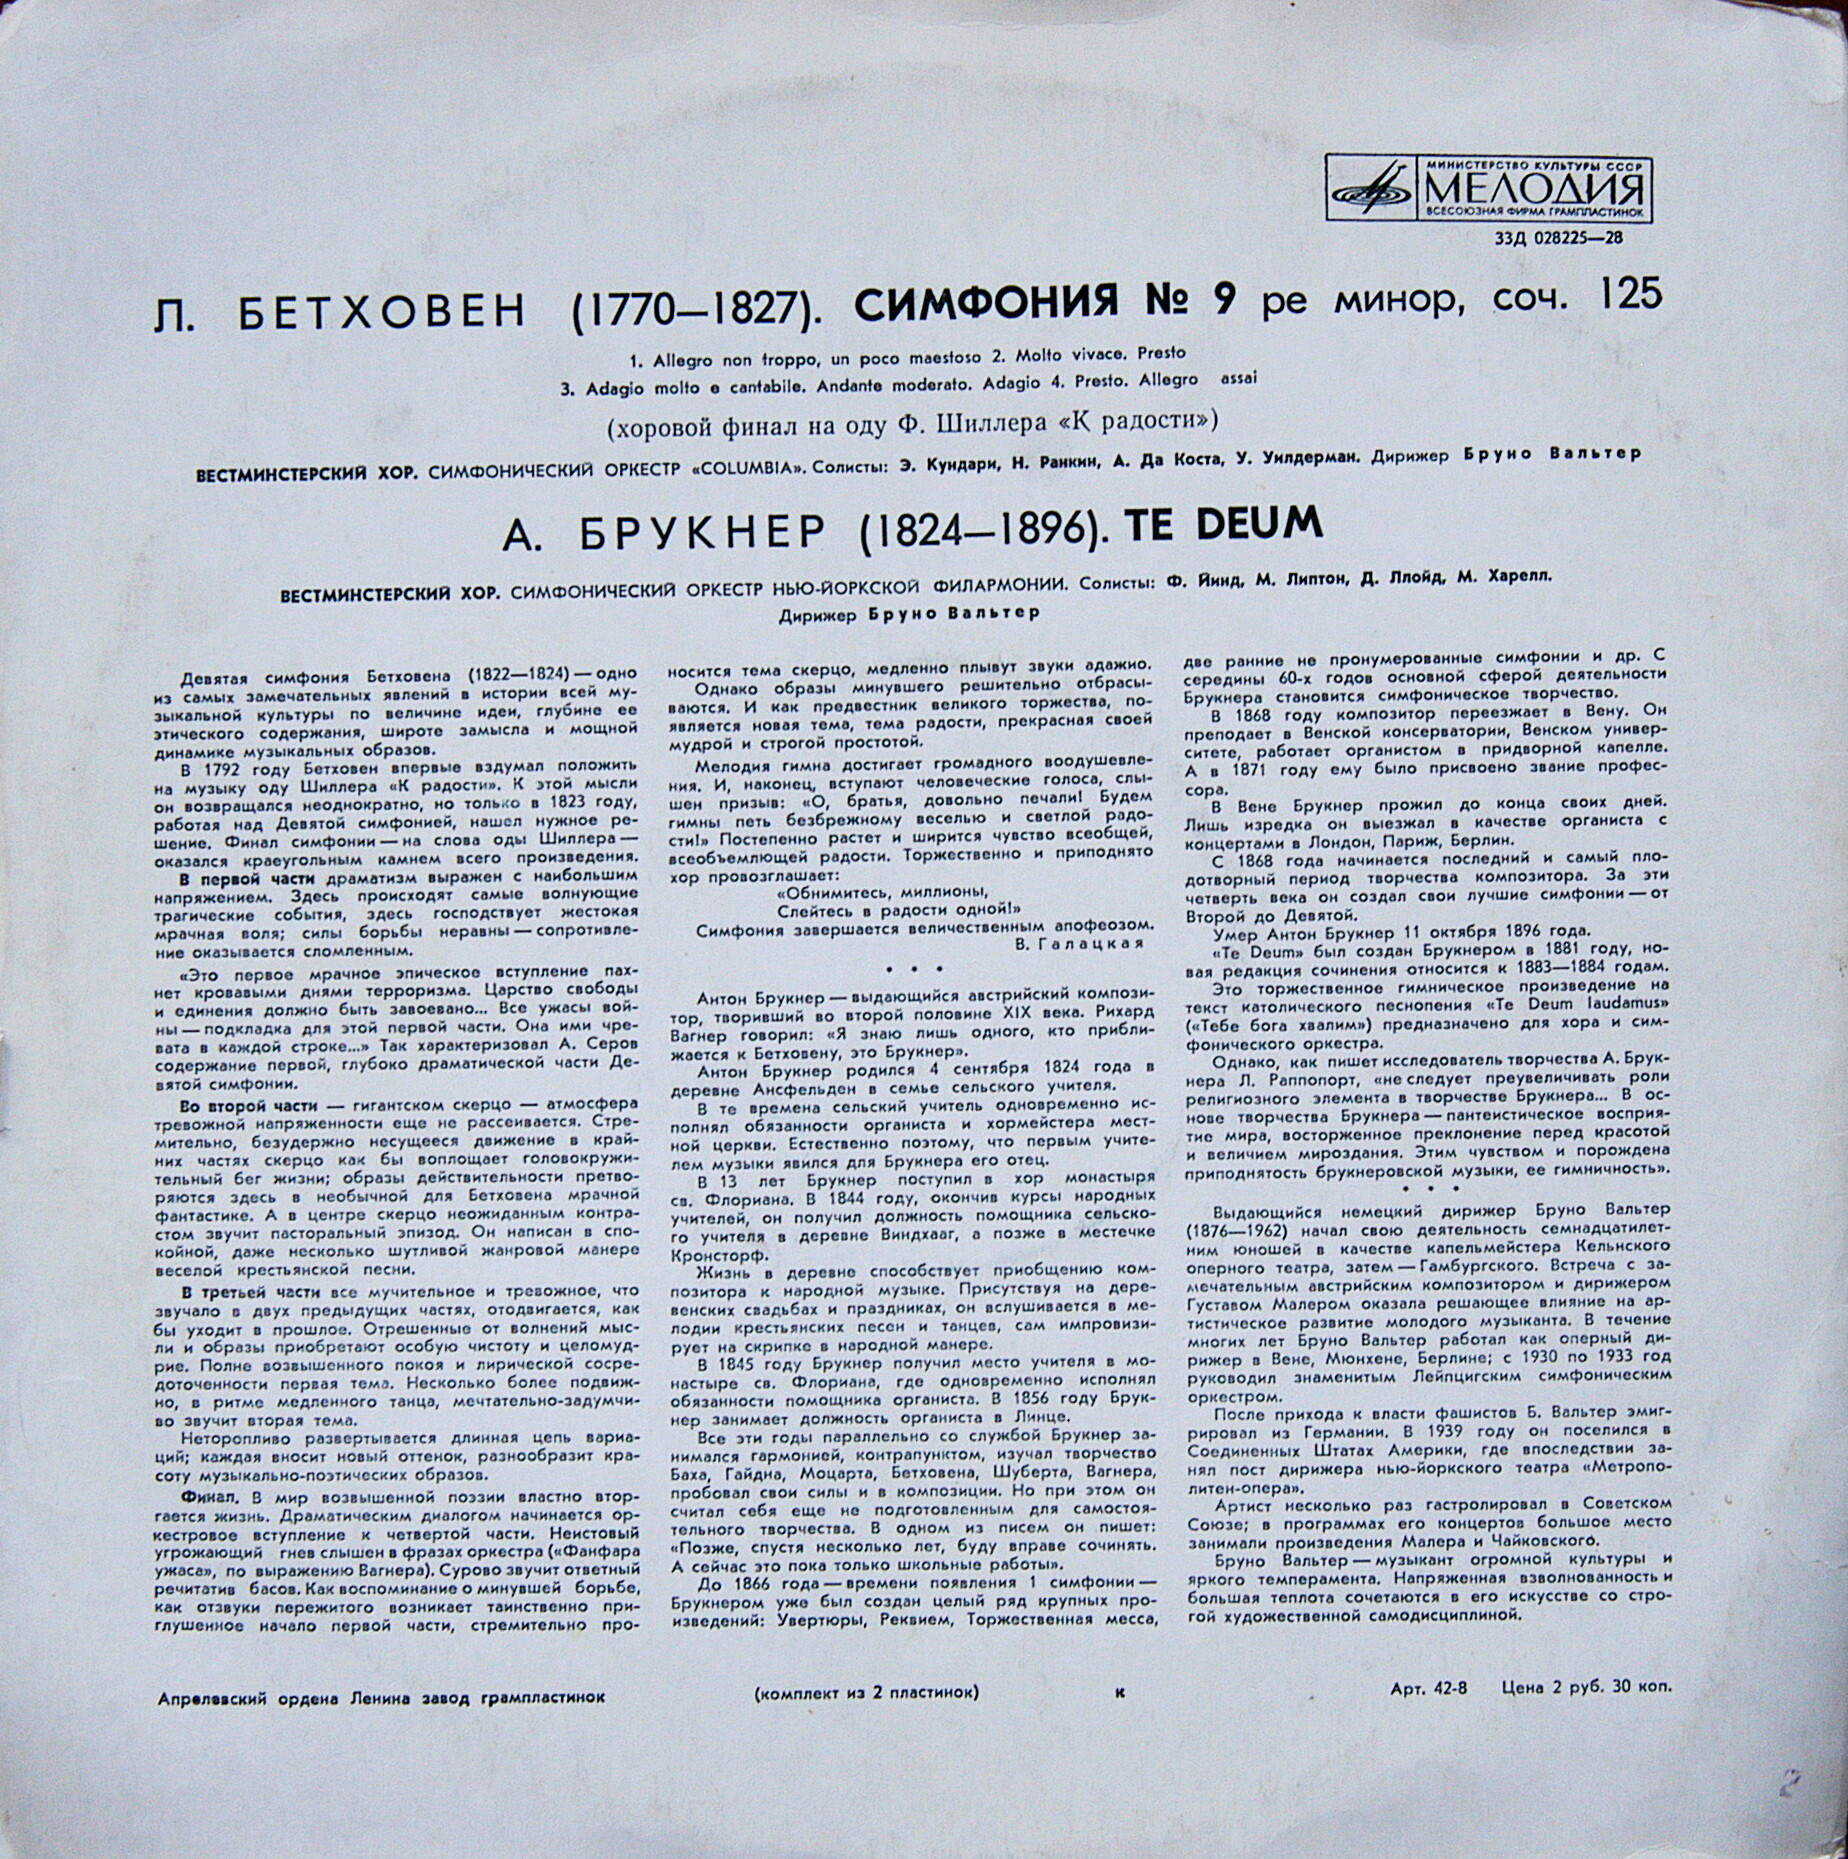 МИНИСТЕРСТВО КУЛЬТУРЫ СССР
МЕЛОДИЯ
ВСЕСОЮЗНАЯ ФИРМА ГРАМПЛАСТИНОК
33Д 028225—28
Л. БЕТХОВЕН (1770—1827). СИМФОНИЯ № 9 ре минор, соч. 125
1. Allegro non troppo, un poco maestoso 2. Molto vivace. Presto
3. Adagio molto e cantabile. Andante moderato. Adagio 4. Presto. Allegro assai
(хоровой финал на оду Ф. Шиллера «К радости»)
ВЕСТМИНСТЕРСКИЙ ХОР. СИМФОНИЧЕСКИЙ ОРКЕСТР «COLUMBIA». Солисты: Э. Кундари, Н. Ранкин, А. Да Коста, У. Уилдерман. Дирижер Бруно Вальтер
А. БРУКНЕР (1824—1896). TE DEUM
ВЕСТМИНСТЕРСКИЙ ХОР. СИМФОНИЧЕСКИЙ ОРКЕСТР НЬЮ-ЙОРКСКОЙ ФИЛАРМОНИИ. Солисты: Ф. Йинд, М. Липтон, Д. Ллойд, М. Харелл.
Дирижер Бруно Вальтер
Девятая симфония Бетховена (1822—1824) — одно
из самых замечательных явлений в истории всей му-
зыкальной культуры по величине идеи, глубине ее
этического содержания, широте замысла и мощной
динамике музыкальных образов.
В 1792 году Бетховен впервые вздумал положить
на музыку оду Шиллера «К радости». К этой мысли
он возвращался неоднократно, но только в 1823 году,
работая над Девятой симфонией, нашел нужное ре-
шение. Финал симфонии — на слова оды Шиллера —
оказался краеугольным камнем всего произведения.
В первой части драматизм выражен с наибольшим
напряжением. Здесь происходят самые волнующие
трагические события, здесь господствует жестокая
мрачная воля; силы борьбы неравны — сопротивле-
ние оказывается сломленным.
«Это первое мрачное эпическое вступление пах-
нет кровавыми днями терроризма. Царство свободы
и единения должно быть завоевано... Все ужасы вой-
ны — подкладка для этой первой части. Она ими чре-
вата в каждой строке...» Так характеризовал А. Серов
содержание первой, глубоко драматической части Де-
вятой симфонии.
Во второй части — гигантском скерцо — атмосфера
тревожной напряженности еще не рассеивается. Стре-
мительно, безудержно несущееся движение в край-
них частях скерцо как бы воплощает головокружи-
тельный бег жизни; образы действительности претво-
ряются здесь в необычной для Бетховена мрачной
фантастике. А в центре скерцо неожиданным контра-
стом звучит пасторальный эпизод. Он написан в спо-
койной, даже несколько шутливой жанровой манере
веселой крестьянской песни.
В третьей части все мучительное и тревожное, что
звучало в двух предыдущих частях, отодвигается, как
бы уходит в прошлое. Отрешенные от волнений мыс-
ли и образы приобретают особую чистоту и целомуд-
рие. Полне возвышенного покоя и лирической сосре-
доточенности первая тема. Несколько более подвиж-
но, в ритме медленного танца, мечтательно-задумчи-
во звучит вторая тема.
Неторопливо развертывается длинная цепь вариа-
ций; каждая вносит новый оттенок, разнообразит кра-
соту музыкально-поэтических образов.
Финал. В мир возвышенной поэзии властно втор-
гается жизнь. Драматическим диалогом начинается ор-
кестровое вступление к четвертой части. Неистовый
угрожающий гнев слышен в фразах оркестра («Фанфара
ужаса», по выражению Вагнера). Сурово звучит ответный
речитатив басов. Как воспоминание о минувшей борьбе,
как отзвуки пережитого возникает таинственно при-
глушенное начало первой части, стремительно про-
носится тема скерцо, медленно плывут звуки адажио.
Однако образы минувшего решительно отбрасы-
ваются. И как предвестник великого торжества, по-
является новая тема, тема радости, прекрасная своей
мудрой и строгой простотой.
Мелодия гимна достигает громадного воодушевле-
ния. И, наконец, вступают человеческие голоса, слы-
шен призыв: «О, братья, довольно печали! Будем
гимны петь безбрежному веселью и светлой радо-
сти!» Постепенно растет и ширится чувство всеобщей,
всеобъемлющей радости. Торжественно и приподнято
хор провозглашает:
«Обнимитесь, миллионы,
Слейтесь в радости одной!»
Симфония завершается величественным апофеозом.
В. Галацкая
• • •
Антон Брукнер — выдающийся австрийский компози-
тор, творивший во второй половине XIX века. Рихард
Вагнер говорил: «Я знаю лишь одного, кто прибли-
жается к Бетховену, это Брукнер».
Антон Брукнер родился 4 сентября 1824 года в
деревне Ансфельден в семье сельского учителя.
В те времена сельский учитель одновременно ис-
полнял обязанности органиста и хормейстера мест-
ной церкви. Естественно поэтому, что первым учите-
лем музыки явился для Брукнера его отец.
В 13 лет Брукнер поступил в хор монастыря
св. Флориана. В 1844 году, окончив курсы народных
учителей, он получил должность помощника сельско-
го учителя в деревне Виндхааг, а позже в местечке
Кронсторф.
Жизнь в деревне способствует приобщению ком-
позитора к народной музыке. Присутствуя на дере-
венских свадьбах и праздниках, он вслушивается в ме-
лодии крестьянских песен и танцев, сам импровизи-
рует на скрипке в народной манере.
В 1845 году Брукнер получил место учителя в мо-
настыре св. Флориана, где одновременно исполнял
обязанности помощника органиста. В 1856 году Брук-
нер занимает должность органиста в Линце.
Все эти годы параллельно со службой Брукнер за-
нимался гармонией, контрапунктом, изучал творчество
Баха, Гайдна, Моцарта, Бетховена, Шуберта, Вагнера,
пробовал свои силы и в композиции. Но при этом он
считал себя еще не подготовленным для самостоя-
тельного творчества. В одном из писем он пишет:
«Позже, спустя несколько лет, буду вправе сочинять.
А сейчас это пока только школьные работы».
До 1866 года — времени появления 1 симфонии —
Брукнером уже был создан целый ряд крупных про-
изведений: Увертюры, Реквием, Торжественная месса,
две ранние не пронумерованные симфонии и др. С
середины 60-х годов основной сферой деятельности
Брукнера становится симфоническое творчество.
В 1868 году композитор переезжает в Вену. Он
преподает в Венской консерватории, Венском универ-
ситете, работает органистом в придворной капелле.
А в 1871 году ему было присвоено звание профес-
сора.
В Вене Брукнер прожил до конца своих дней.
Лишь изредка он выезжал в качестве органиста с
концертами в Лондон, Париж, Берлин.
С 1868 года начинается последний и самый пло-
дотворный период творчества композитора. За эти
четверть века он создал свои лучшие симфонии — от
Второй до Девятой.
Умер Антон Брукнер 11 октября 1896 года.
«Te Deum» был создан Брукнером в 1881 году, но-
вая редакция сочинения относится к 1883—1884 годам.
Это торжественное гимническое произведение на
текст католического песнопения «Te Deum laudamus»
(«Тебе бога хвалим») предназначено для хора и сим-
фонического оркестра.
Однако, как пишет исследователь творчества А. Брук-
нера Л. Раппопорт, «не следует преувеличивать роли
религиозного элемента в творчестве Брукнера... В ос-
нове творчества Брукнера — пантеистическое восприя-
тие мира, восторженное преклонение перед красотой
и величием мироздания. Этим чувством и порождена
приподнятость брукнеровской музыки, ее гимничность».
• • •
Выдающийся немецкий дирижер Бруно Вальтер
(1876—1962) начал свою деятельность семнадцатилет-
ним юношей в качестве капельмейстера Кельнского
оперного театра, затем — Гамбургского. Встреча с за-
мечательным австрийским композитором и дирижером
Густавом Малером оказала решающее влияние на ар-
тистическое развитие молодого музыканта. В течение
многих лет Бруно Вальтер работал как оперный ди-
рижер в Вене, Мюнхене, Берлине; с 1930 по 1933 год
руководил знаменитым Лейпцигским симфоническим
оркестром.
После прихода к власти фашистов Б. Вальтер эмиг-
рировал из Германии. В 1939 году он поселился в
Соединенных Штатах Америки, где впоследствии за-
нял пост дирижера нью-йоркского театра «Метропо-
литен-опера».
Артист несколько раз гастролировал в Советском
Союзе; в программах его концертов большое место
занимали произведения Малера и Чайковского.
Бруно Вальтер — музыкант огромной культуры и
яркого темперамента. Напряженная взволнованность и
большая теплота сочетаются в его искусстве со стро-
гой художественной самодисциплиной.
Апрелевский ордена Ленина завод грампластинок
(комплект из 2 пластинок)
К
Арт. 42-8 Цена 2 руб. 30 коп.
2